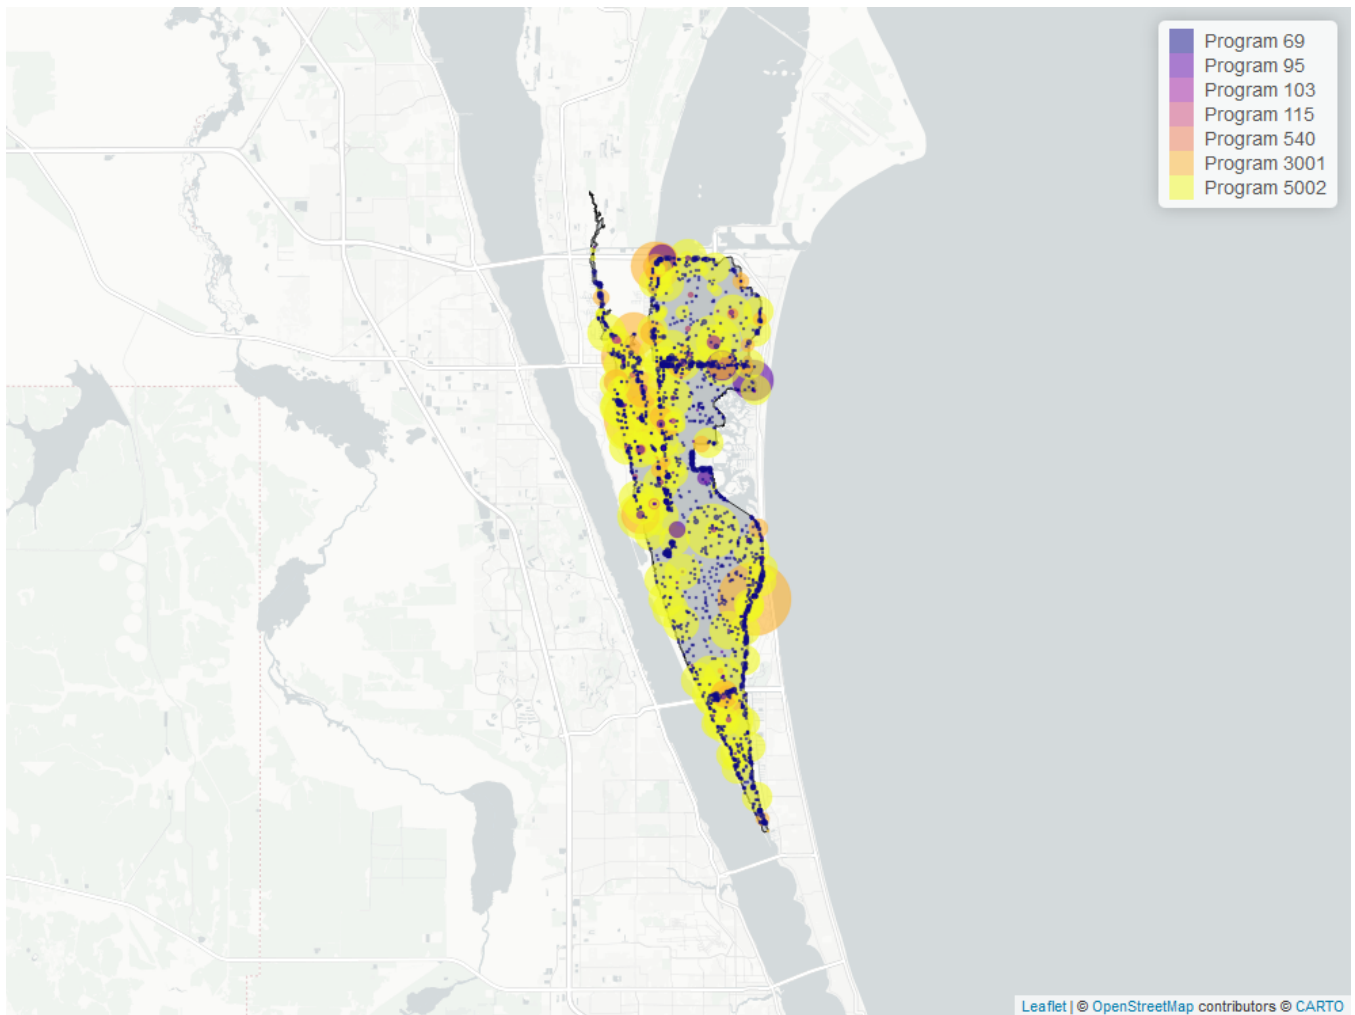 Program 69
Program 95
Program 103
Program 115
Program 540
Program 3001
Program 5002
Leaflet | © OpenStreetMap contributors © CARTO